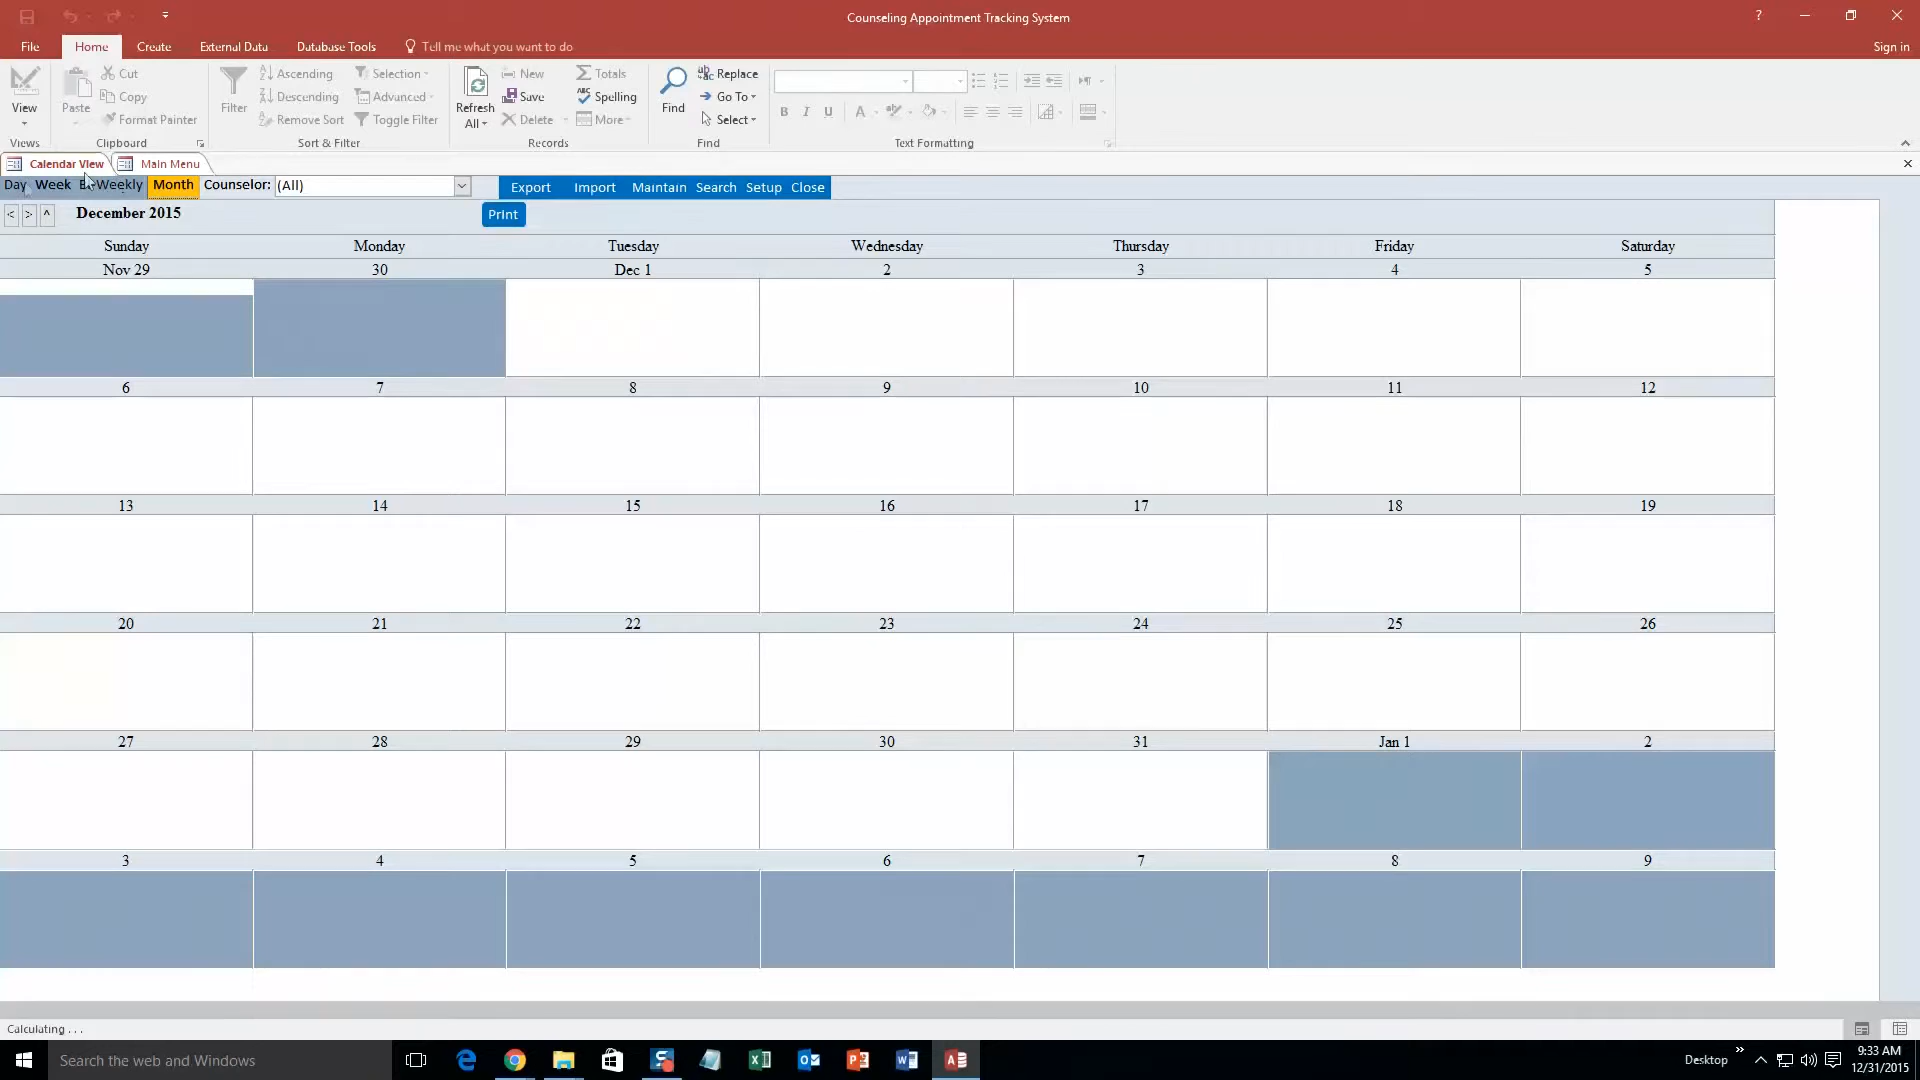 Counseling Appointment Tracking System
?
File Home Create External Data Database Tools Tell me what you want to do Sign in
View
Views
Paste
Cut
Copy
Format Painter
Clipboard
Filter
Ascending
Descending
Remove Sort
Selection
Advanced
Toggle Filter
Sort & Filter
Refresh
All
New
Save
Delete
Totals
Spelling
More
Records
Find
Replace
Go To
Select
Find
B I U A
Text Formatting
Calendar View Main Menu
Day Week Weekly Month Counselor: (All) Export Import Maintain Search Setup Close
< > ^ December 2015 Print
Sunday Monday Tuesday Wednesday Thursday Friday Saturday
Nov 29 30 Dec 1 2 3 4 5
6 7 8 9 10 11 12
13 14 15 16 17 18 19
20 21 22 23 24 25 26
27 28 29 30 31 Jan 1 2
3 4 5 6 7 8 9
Calculating . . .
Search the web and Windows
Desktop
9:33 AM
12/31/2015